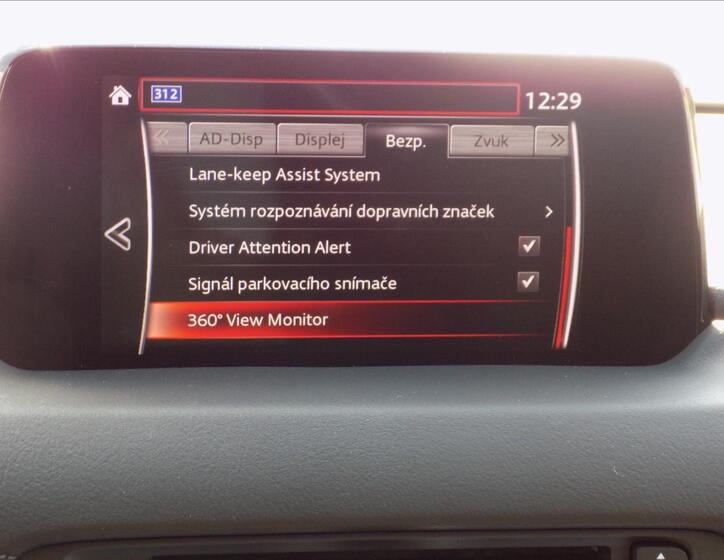 312
12:29
AD-Disp Displej Bezp. Zvuk
Lane-keep Assist System
Systém rozpoznávání dopravních značek
Driver Attention Alert
Signál parkovacího snímače
360° View Monitor